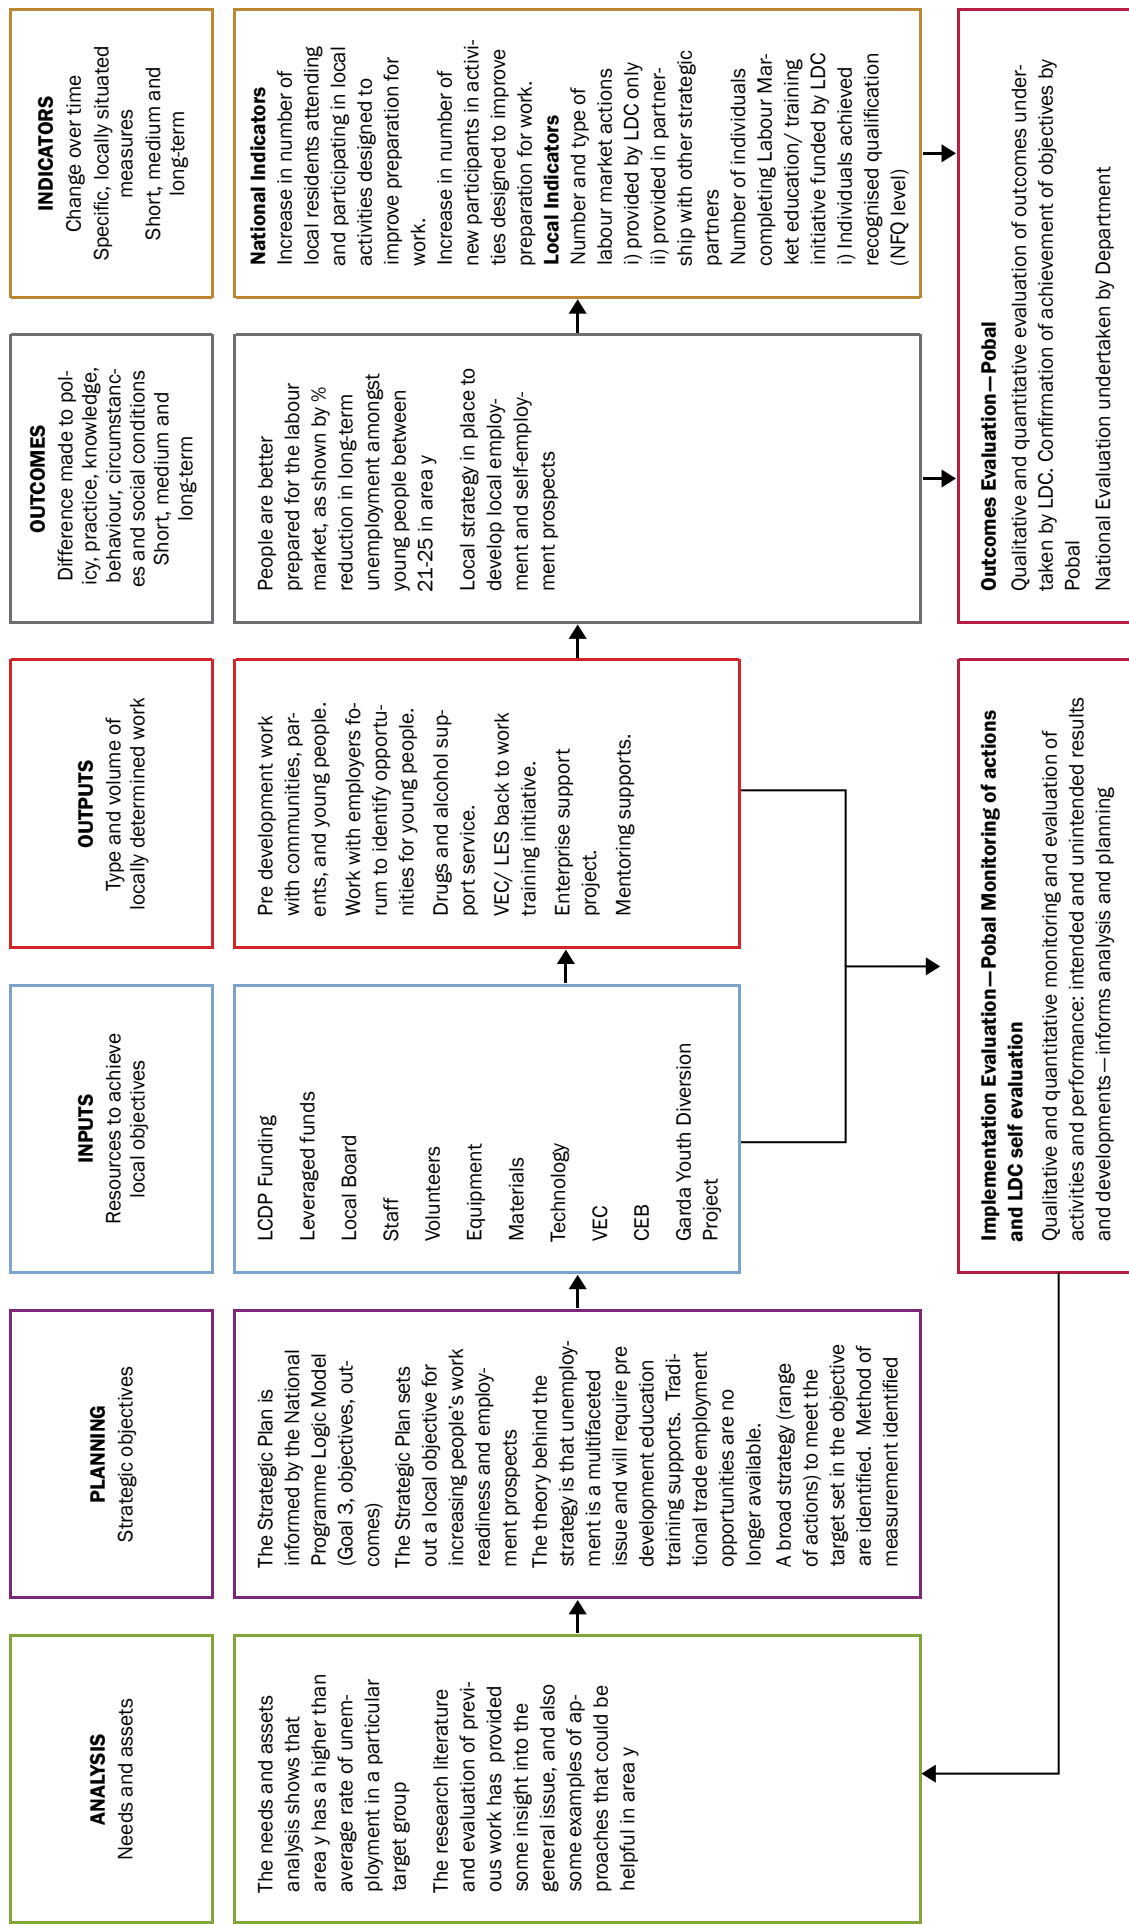 ANALYSIS
Needs and assets
The needs and assets
analysis shows that
area y has a higher than
average rate of unem-
ployment in a particular
target group
The research literature
and evaluation of previ-
ous work has provided
some insight into the
general issue, and also
some examples of ap-
proaches that could be
helpful in area y
PLANNING
Strategic objectives
The Strategic Plan is
informed by the National
Programme Logic Model
(Goal 3, objectives, out-
comes)
The Strategic Plan sets
out a local objective for
increasing people's work
readiness and employ-
ment prospects
The theory behind the
strategy is that unemploy-
ment is a multifaceted
issue and will require pre
development education
training supports. Tradi-
tional trade employment
opportunities are no
longer available.
A broad strategy (range
of actions) to meet the
target set in the objective
are identified. Method of
measurement identified
INPUTS
Resources to achieve
local objectives
LCDP Funding
Leveraged funds
Local Board
Staff
Volunteers
Equipment
Materials
Technology
VEC
CEB
Garda Youth Diversion
Project
OUTPUTS
Type and volume of
locally determined work
Pre development work
with communities, par-
ents, and young people.
Work with employers fo-
rum to identify opportu-
nities for young people.
Drugs and alcohol sup-
port service.
VEC/ LES back to work
training initiative.
Enterprise support
project.
Mentoring supports.
OUTCOMES
Difference made to pol-
icy, practice, knowledge,
behaviour, circumstanc-
es and social conditions
Short, medium and
long-term
People are better
prepared for the labour
market, as shown by %
reduction in long-term
unemployment amongst
young people between
21-25 in area y
Local strategy in place to
develop local employ-
ment and self-employ-
ment prospects
INDICATORS
Change over time
Specific, locally situated
measures
Short, medium and
long-term
National Indicators
Increase in number of
local residents attending
and participating in local
activities designed to
improve preparation for
work.
Increase in number of
new participants in activi-
ties designed to improve
preparation for work.
Local Indicators
Number and type of
labour market actions
i) provided by LDC only
ii) provided in partner-
ship with other strategic
partners
Number of individuals
completing Labour Mar-
ket education/ training
initiative funded by LDC
i) Individuals achieved
recognised qualification
(NFQ level)
Implementation Evaluation—Pobal Monitoring of actions
and LDC self evaluation
Qualitative and quantitative monitoring and evaluation of
activities and performance: intended and unintended results
and developments—informs analysis and planning
Outcomes Evaluation—Pobal
Qualitative and quantitative evaluation of outcomes under-
taken by LDC. Confirmation of achievement of objectives by
Pobal
National Evaluation undertaken by Department